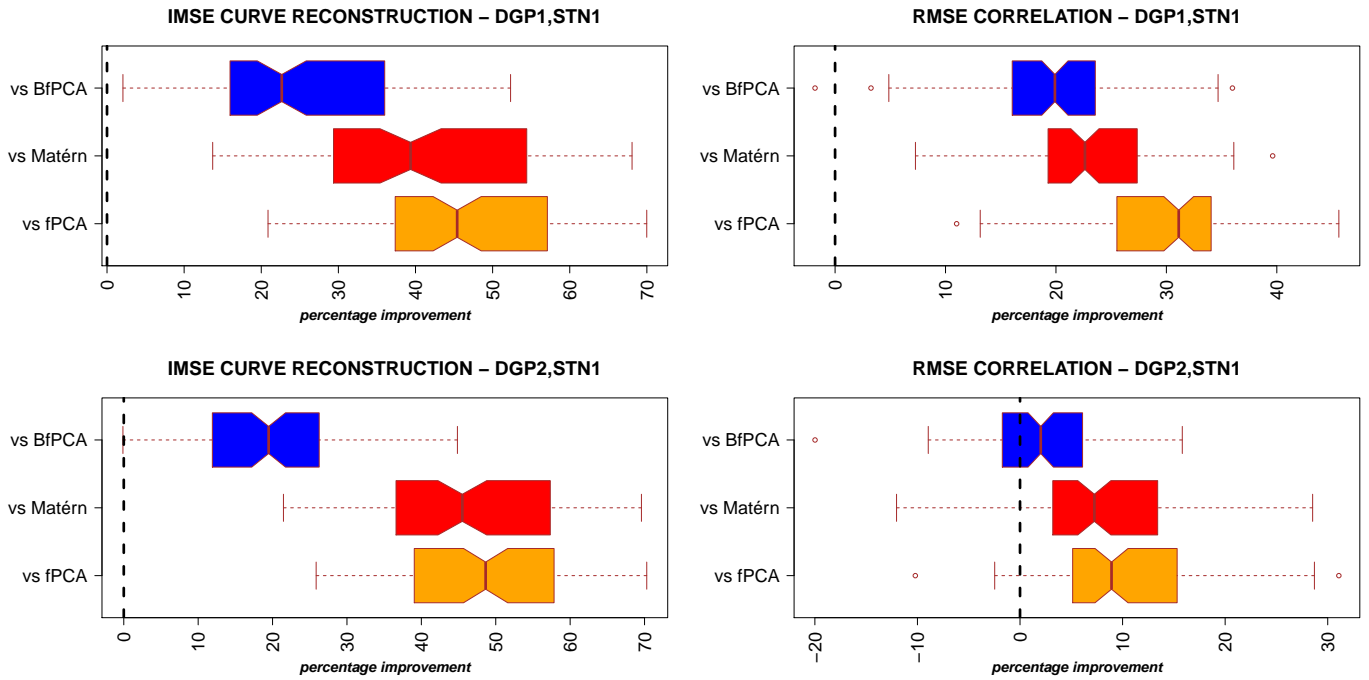 IMSE CURVE RECONSTRUCTION – DGP1,STN1
vs BfPCA
vs Matérn
vs fPCA
0 10 20 30 40 50 60 70
percentage improvement
RMSE CORRELATION – DGP1,STN1
vs BfPCA
vs Matérn
vs fPCA
0 10 20 30 40
percentage improvement
IMSE CURVE RECONSTRUCTION – DGP2,STN1
vs BfPCA
vs Matérn
vs fPCA
0 10 20 30 40 50 60 70
percentage improvement
RMSE CORRELATION – DGP2,STN1
vs BfPCA
vs Matérn
vs fPCA
−20 −10 0 10 20 30
percentage improvement